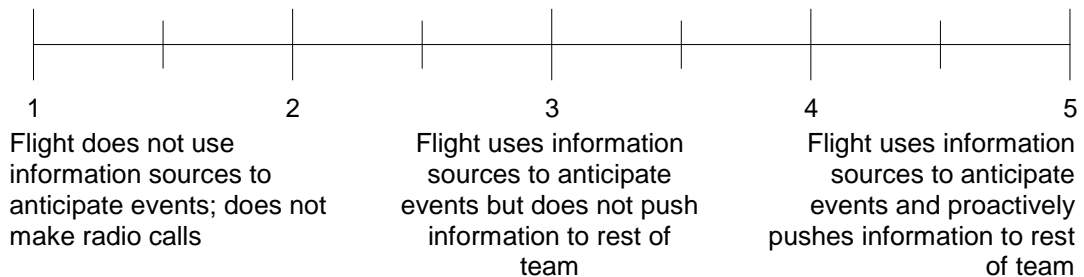 1 2 3 4 5
Flight does not use
information sources to
anticipate events; does not
make radio calls
Flight uses information
sources to anticipate
events but does not push
information to rest of
team
Flight uses information
sources to anticipate
events and proactively
pushes information to rest
of team